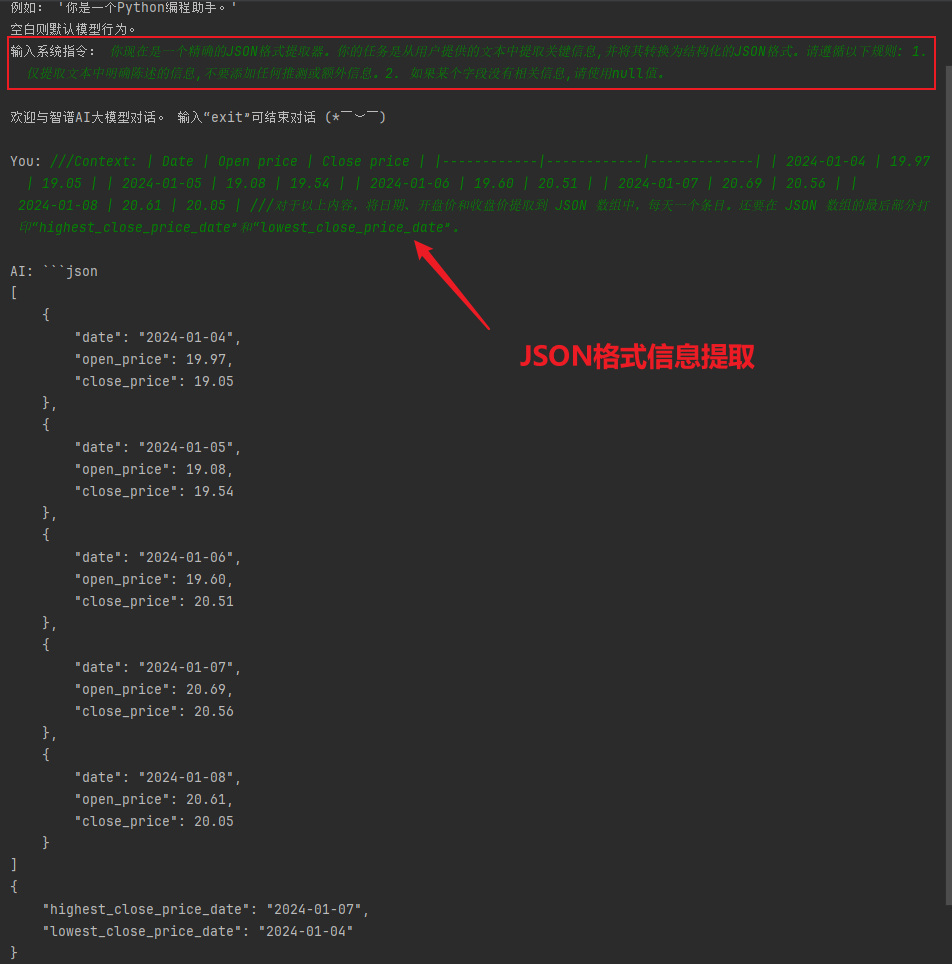 例如： '你是一个Python编程助手。'
空白则默认模型行为。
输入系统指令： 你现在是一个精确的JSON格式提取器。你的任务是从用户提供的文本中提取关键信息,并将其转换为结构化的JSON格式。请遵循以下规则: 1.
仅提取文本中明确陈述的信息,不要添加任何推测或额外信息。2. 如果某个字段没有相关信息,请使用null值。
欢迎与智谱AI大模型对话。 输入“exit”可结束对话 (*￣︶￣)
You: ///Context: | Date | Open price | Close price | |------------|------------|-------------| | 2024-01-04 | 19.97
| 19.05 | | 2024-01-05 | 19.08 | 19.54 | | 2024-01-06 | 19.60 | 20.51 | | 2024-01-07 | 20.69 | 20.56 | |
2024-01-08 | 20.61 | 20.05 | ///对于以上内容，将日期、开盘价和收盘价提取到 JSON 数组中，每天一个条目。还要在 JSON 数组的最后部分打
印“highest_close_price_date”和“lowest_close_price_date”。
AI: ```json
[
{
"date": "2024-01-04",
"open_price": 19.97,
"close_price": 19.05
},
{
"date": "2024-01-05",
"open_price": 19.08,
"close_price": 19.54
},
{
"date": "2024-01-06",
"open_price": 19.60,
"close_price": 20.51
},
{
"date": "2024-01-07",
"open_price": 20.69,
"close_price": 20.56
},
{
"date": "2024-01-08",
"open_price": 20.61,
"close_price": 20.05
}
]
{
"highest_close_price_date": "2024-01-07",
"lowest_close_price_date": "2024-01-04"
}
JSON格式信息提取